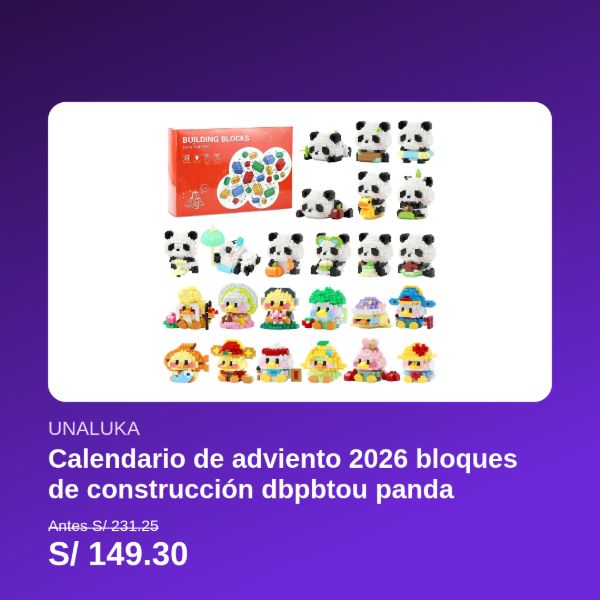 BUILDING BLOCKS
UNALUKA
Calendario de adviento 2026 bloques
de construcción dbpbtou panda
Antes S/ 231.25
S/ 149.30